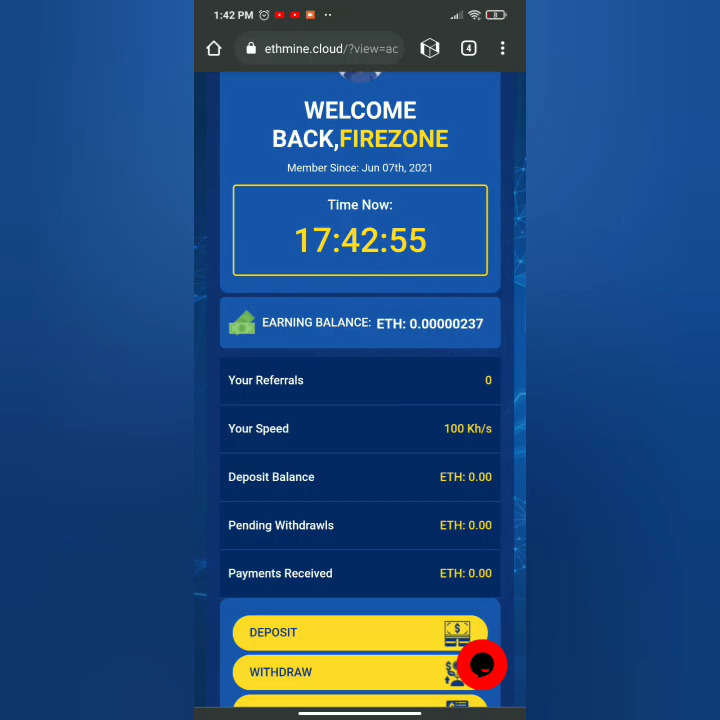 1:42 PM
8
ethmine.cloud/?view=ac
4
WELCOME
BACK,FIREZONE
Member Since: Jun 07th, 2021
Time Now:
17:42:55
EARNING BALANCE: ETH: 0.00000237
Your Referrals 0
Your Speed 100 Kh/s
Deposit Balance ETH: 0.00
Pending Withdrawls ETH: 0.00
Payments Received ETH: 0.00
DEPOSIT
WITHDRAW